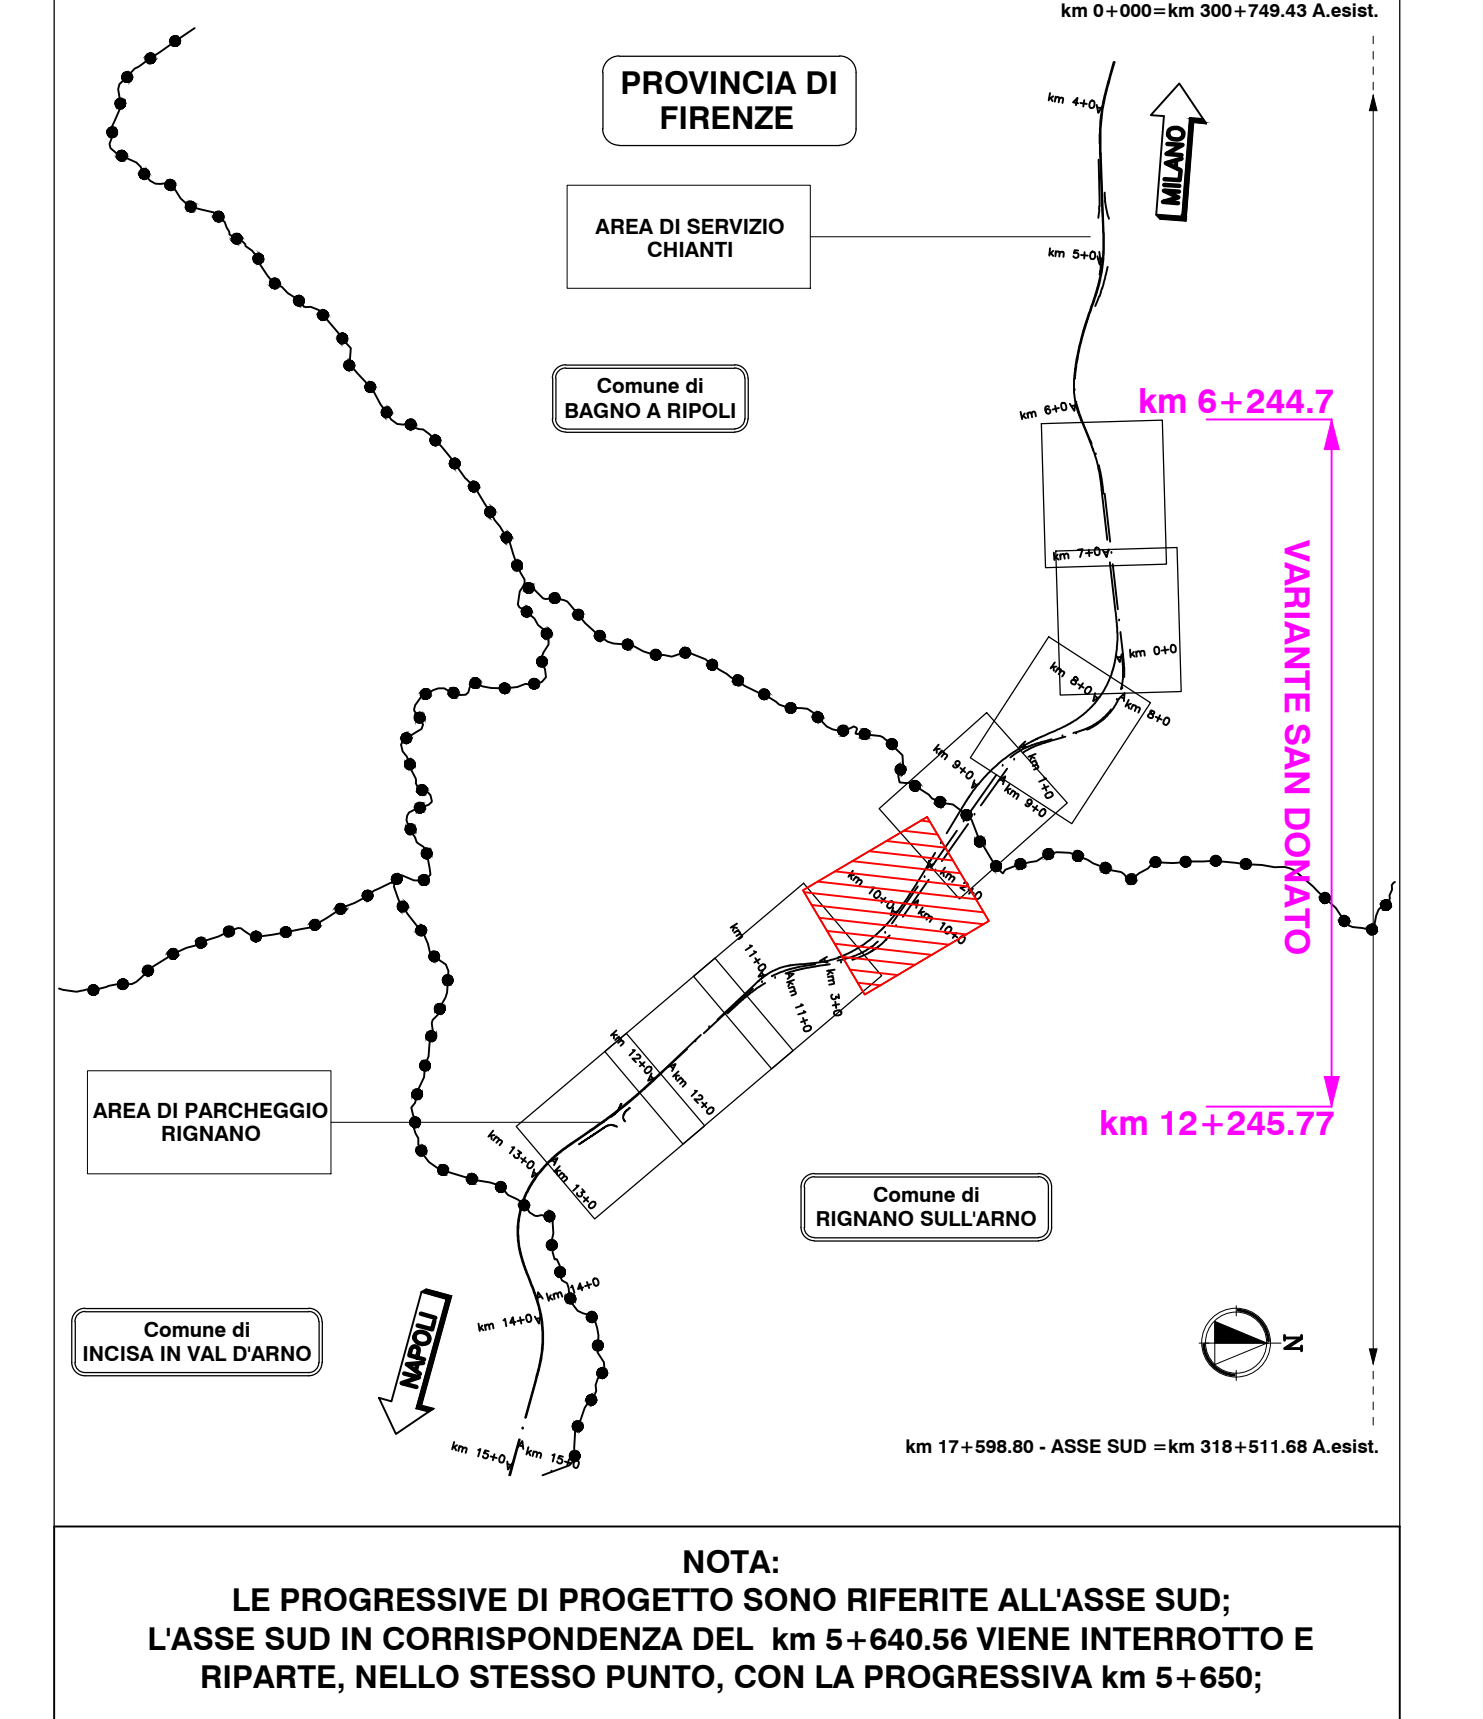 km 0+000=km 300+749.43 A.esist.
PROVINCIA DI
FIRENZE
km 4+0
MILANO
AREA DI SERVIZIO
CHIANTI
km 5+0
Comune di
BAGNO A RIPOLI
km 6+0
km 6+244.7
km 7+0
VARIANTE SAN DONATO
km 0+0
km 8+0
km 8+0
km 9+0
km 1+0
km 9+0
km 10+0
km 2+0
km 10+0
km 11+0
km 11+0
km 3+0
km 12+0
km 12+0
AREA DI PARCHEGGIO
RIGNANO
km 12+245.77
km 13+0
km 13+0
Comune di
RIGNANO SULL'ARNO
km 14+0
km 14+0
NAPOLI
Comune di
INCISA IN VAL D'ARNO
N
km 15+0
km 15+0
km 17+598.80 - ASSE SUD =km 318+511.68 A.esist.
NOTA:
LE PROGRESSIVE DI PROGETTO SONO RIFERITE ALL'ASSE SUD;
L'ASSE SUD IN CORRISPONDENZA DEL km 5+640.56 VIENE INTERROTTO E
RIPARTE, NELLO STESSO PUNTO, CON LA PROGRESSIVA km 5+650;